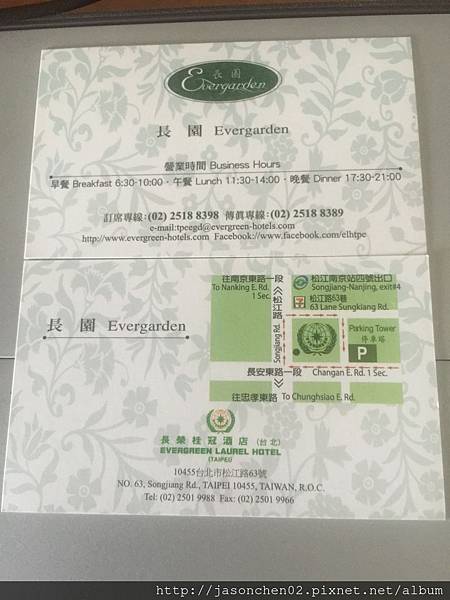 長園
Evergarden
長 園 Evergarden
營業時間 Business Hours
早餐 Breakfast 6:30-10:00 · 午餐 Lunch 11:30-14:00 · 晚餐 Dinner 17:30-21:00
訂席專線:(02) 2518 8398 傳真專線:(02) 2518 8389
e-mail:tpeegd@evergreen-hotels.com
http://www.evergreen-hotels.com Facebook://www.facebook.com/elhtpe
長 園 Evergarden
往南京東路一段
To Nanking E. Rd.
1 Sec.
松江南京站四號出口
Songjiang-Nanjing, exit#4
7 ELEVEN
松江路63巷
63 Lane Sungkiang Rd.
松江路
Songjiang Rd.
Parking Tower
停車塔
P
長安東路一段
Changan E. Rd. 1 Sec.
往忠孝東路 To Chunghsiao E. Rd.
長榮桂冠酒店 (台北)
EVERGREEN LAUREL HOTEL
(TAIPEI)
10455台北市松江路63號
NO. 63, Songjiang Rd., TAIPEI 10455, TAIWAN, R.O.C.
Tel: (02) 2501 9988 Fax: (02) 2501 9966
http://jasonchen02.pixnet.net/album